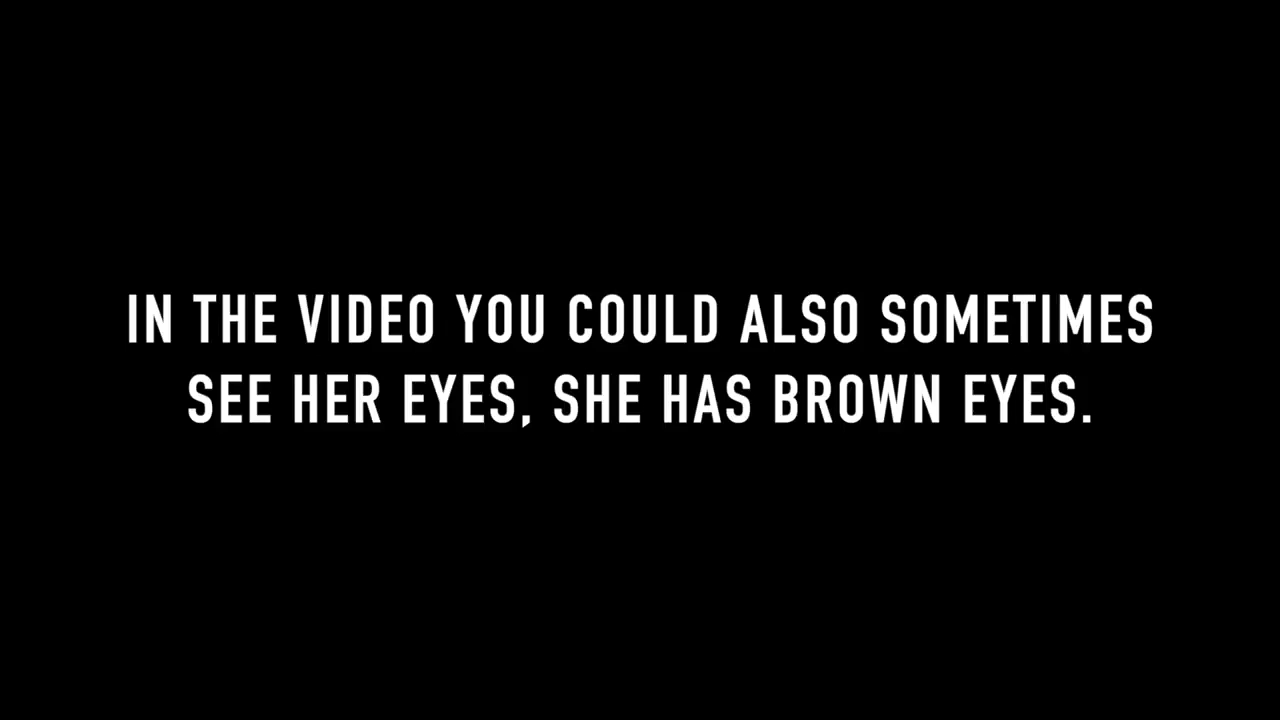 IN THE VIDEO YOU COULD ALSO SOMETIMES
SEE HER EYES, SHE HAS BROWN EYES.